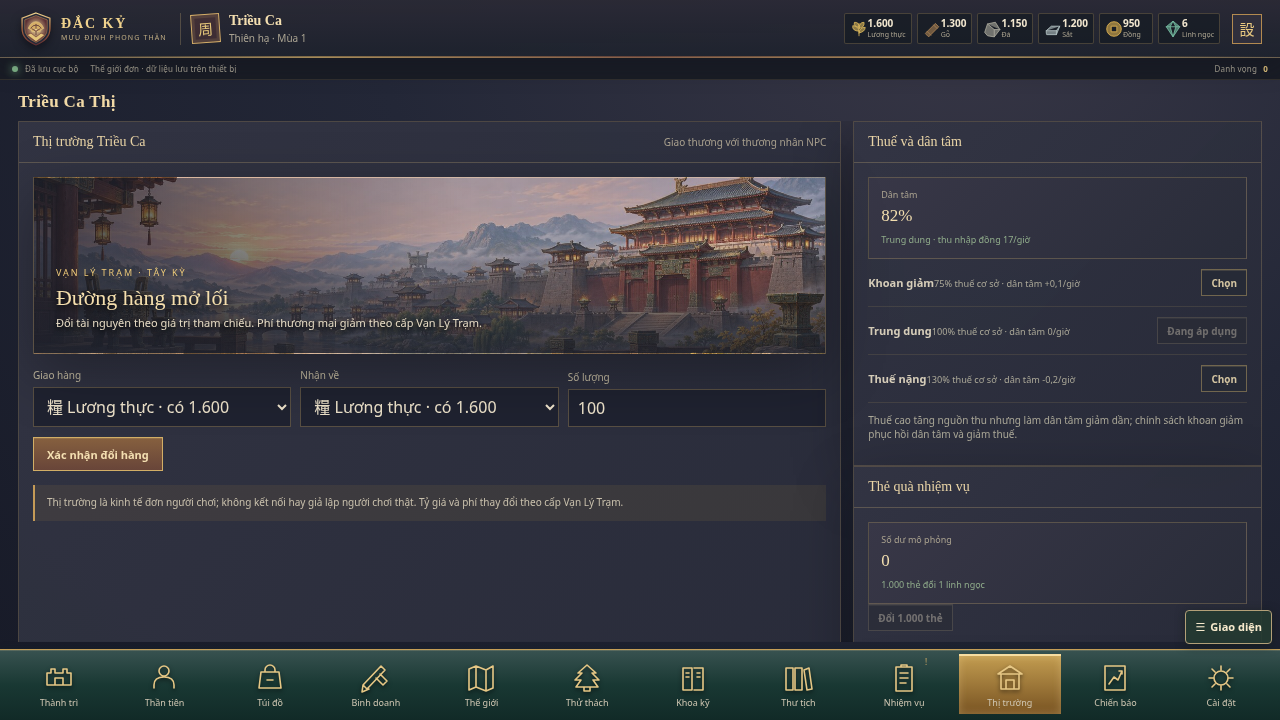 ĐẮC KỶ
MƯU ĐỊNH PHONG THẦN
周
Triều Ca
Thiên hạ · Mùa 1
1.600
Lương thực
1.300
Gỗ
1.150
Đá
1.200
Sắt
950
Đồng
6
Linh ngọc
設
Đã lưu cục bộ
Thế giới đơn · dữ liệu lưu trên thiết bị
Danh vọng 0
Triều Ca Thị
Thị trường Triều Ca
Giao thương với thương nhân NPC
VẠN LÝ TRẠM · TÂY KỲ
Đường hàng mở lối
Đổi tài nguyên theo giá trị tham chiếu. Phí thương mại giảm theo cấp Vạn Lý Trạm.
Giao hàng
Nhận về
Số lượng
糧 Lương thực · có 1.600
糧 Lương thực · có 1.600
100
Xác nhận đổi hàng
Thị trường là kinh tế đơn người chơi; không kết nối hay giả lập người chơi thật. Tỷ giá và phí thay đổi theo cấp Vạn Lý Trạm.
Thuế và dân tâm
Dân tâm
82%
Trung dung · thu nhập đồng 17/giờ
Khoan giảm75% thuế cơ sở · dân tâm +0,1/giờ
Chọn
Trung dung100% thuế cơ sở · dân tâm 0/giờ
Đang áp dụng
Thuế nặng130% thuế cơ sở · dân tâm -0,2/giờ
Chọn
Thuế cao tăng nguồn thu nhưng làm dân tâm giảm dần; chính sách khoan giảm
phục hồi dân tâm và giảm thuế.
Thẻ quà nhiệm vụ
Số dư mô phỏng
0
1.000 thẻ đổi 1 linh ngọc
Đổi 1.000 thẻ
☰ Giao diện
Thành trì
Thần tiên
Túi đồ
Binh doanh
Thế giới
Thử thách
Khoa kỹ
Thư tịch
!
Nhiệm vụ
Thị trường
Chiến báo
Cài đặt